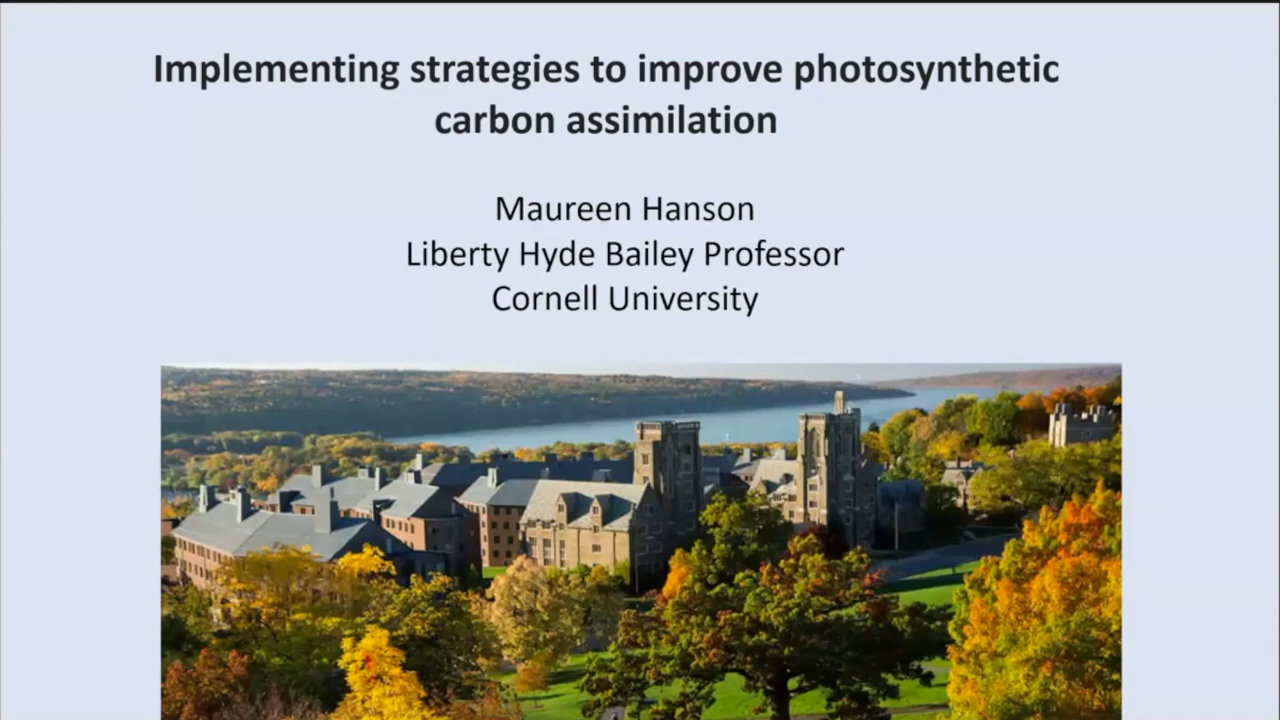 Implementing strategies to improve photosynthetic
carbon assimilation
Maureen Hanson
Liberty Hyde Bailey Professor
Cornell University